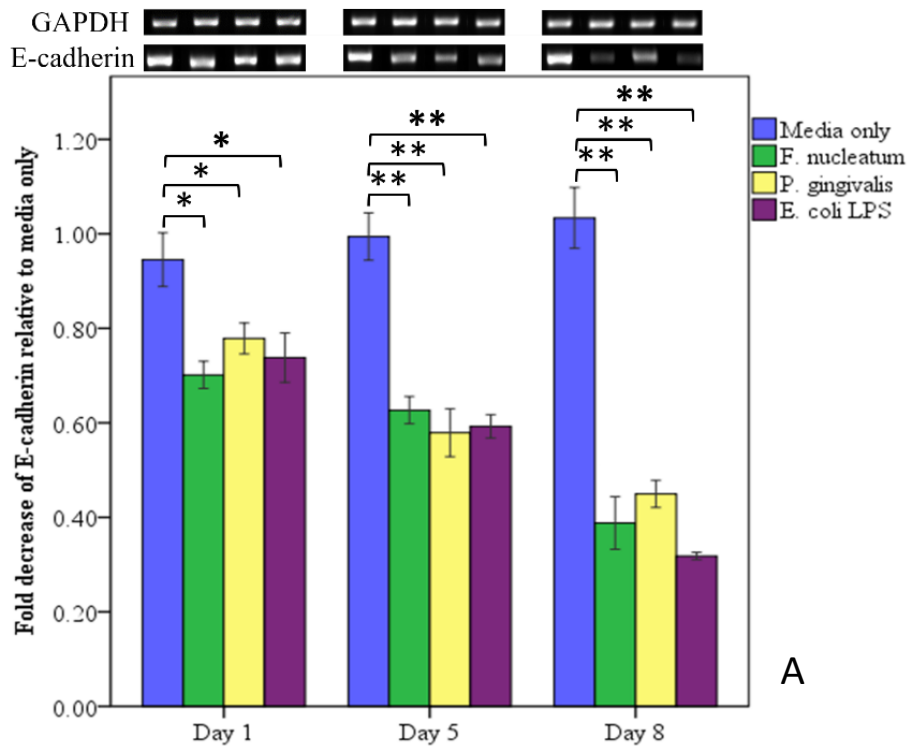 GAPDH
E-cadherin
Fold decrease of E-cadherin relative to media only
1.20
1.00
0.80
0.60
0.40
0.20
0.00
*
*
*
**
**
**
**
**
**
Media only
F. nucleatum
P. gingivalis
E. coli LPS
A
Day 1
Day 5
Day 8